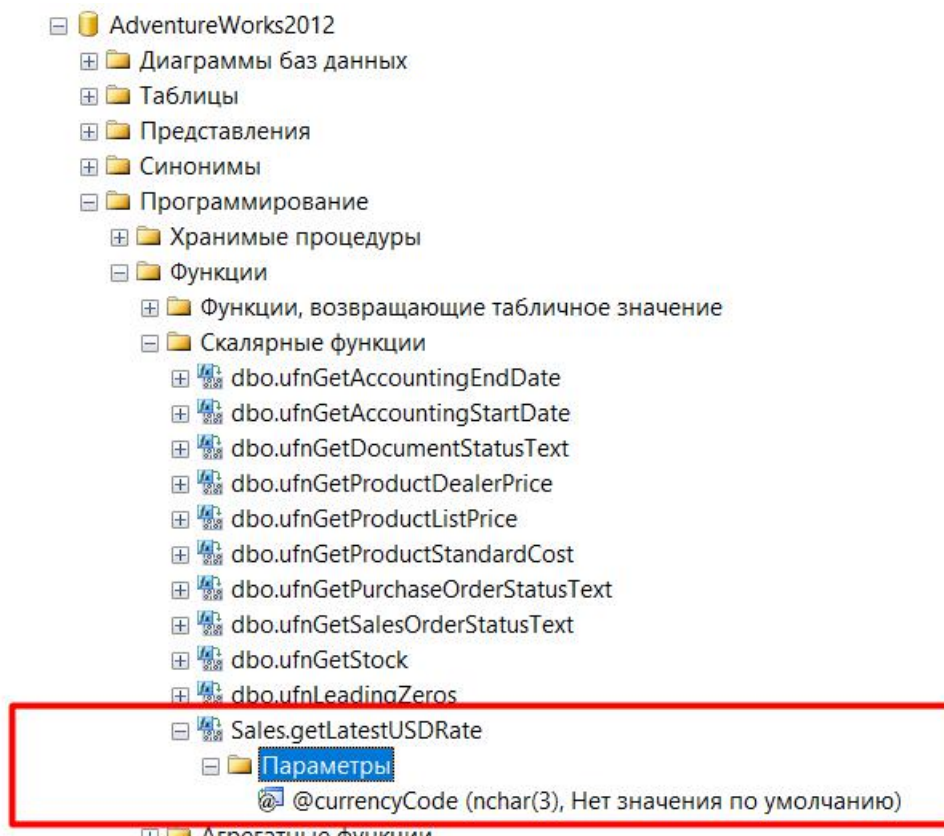 AdventureWorks2012
Диаграммы баз данных
Таблицы
Представления
Синонимы
Программирование
Хранимые процедуры
Функции
Функции, возвращающие табличное значение
Скалярные функции
dbo.ufnGetAccountingEndDate
dbo.ufnGetAccountingStartDate
dbo.ufnGetDocumentStatusText
dbo.ufnGetProductDealerPrice
dbo.ufnGetProductListPrice
dbo.ufnGetProductStandardCost
dbo.ufnGetPurchaseOrderStatusText
dbo.ufnGetSalesOrderStatusText
dbo.ufnGetStock
dbo.ufnLeadingZeros
Sales.getLatestUSDRate
Параметры
@currencyCode (nchar(3), Нет значения по умолчанию)
Агрегатные функции